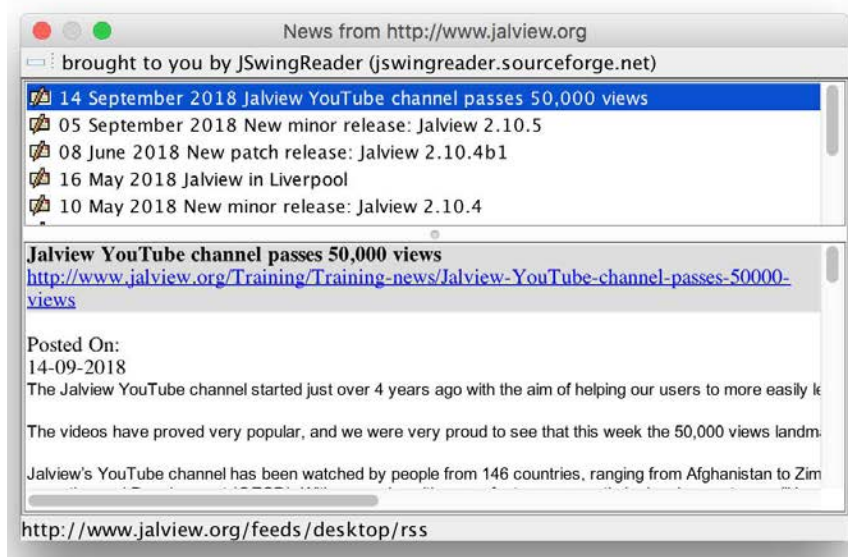 News from http://www.jalview.org
brought to you by JSwingReader (jswingreader.sourceforge.net)
14 September 2018 Jalview YouTube channel passes 50,000 views
05 September 2018 New minor release: Jalview 2.10.5
08 June 2018 New patch release: Jalview 2.10.4b1
16 May 2018 Jalview in Liverpool
10 May 2018 New minor release: Jalview 2.10.4
Jalview YouTube channel passes 50,000 views
http://www.jalview.org/Training/Training-news/Jalview-YouTube-channel-passes-50000-
views
Posted On:
14-09-2018
The Jalview YouTube channel started just over 4 years ago with the aim of helping our users to more easily
The videos have proved very popular, and we were very proud to see that this week the 50,000 views
Jalview's YouTube channel has been watched by people from 146 countries, ranging from Afghanistan to
http://www.jalview.org/feeds/desktop/rss